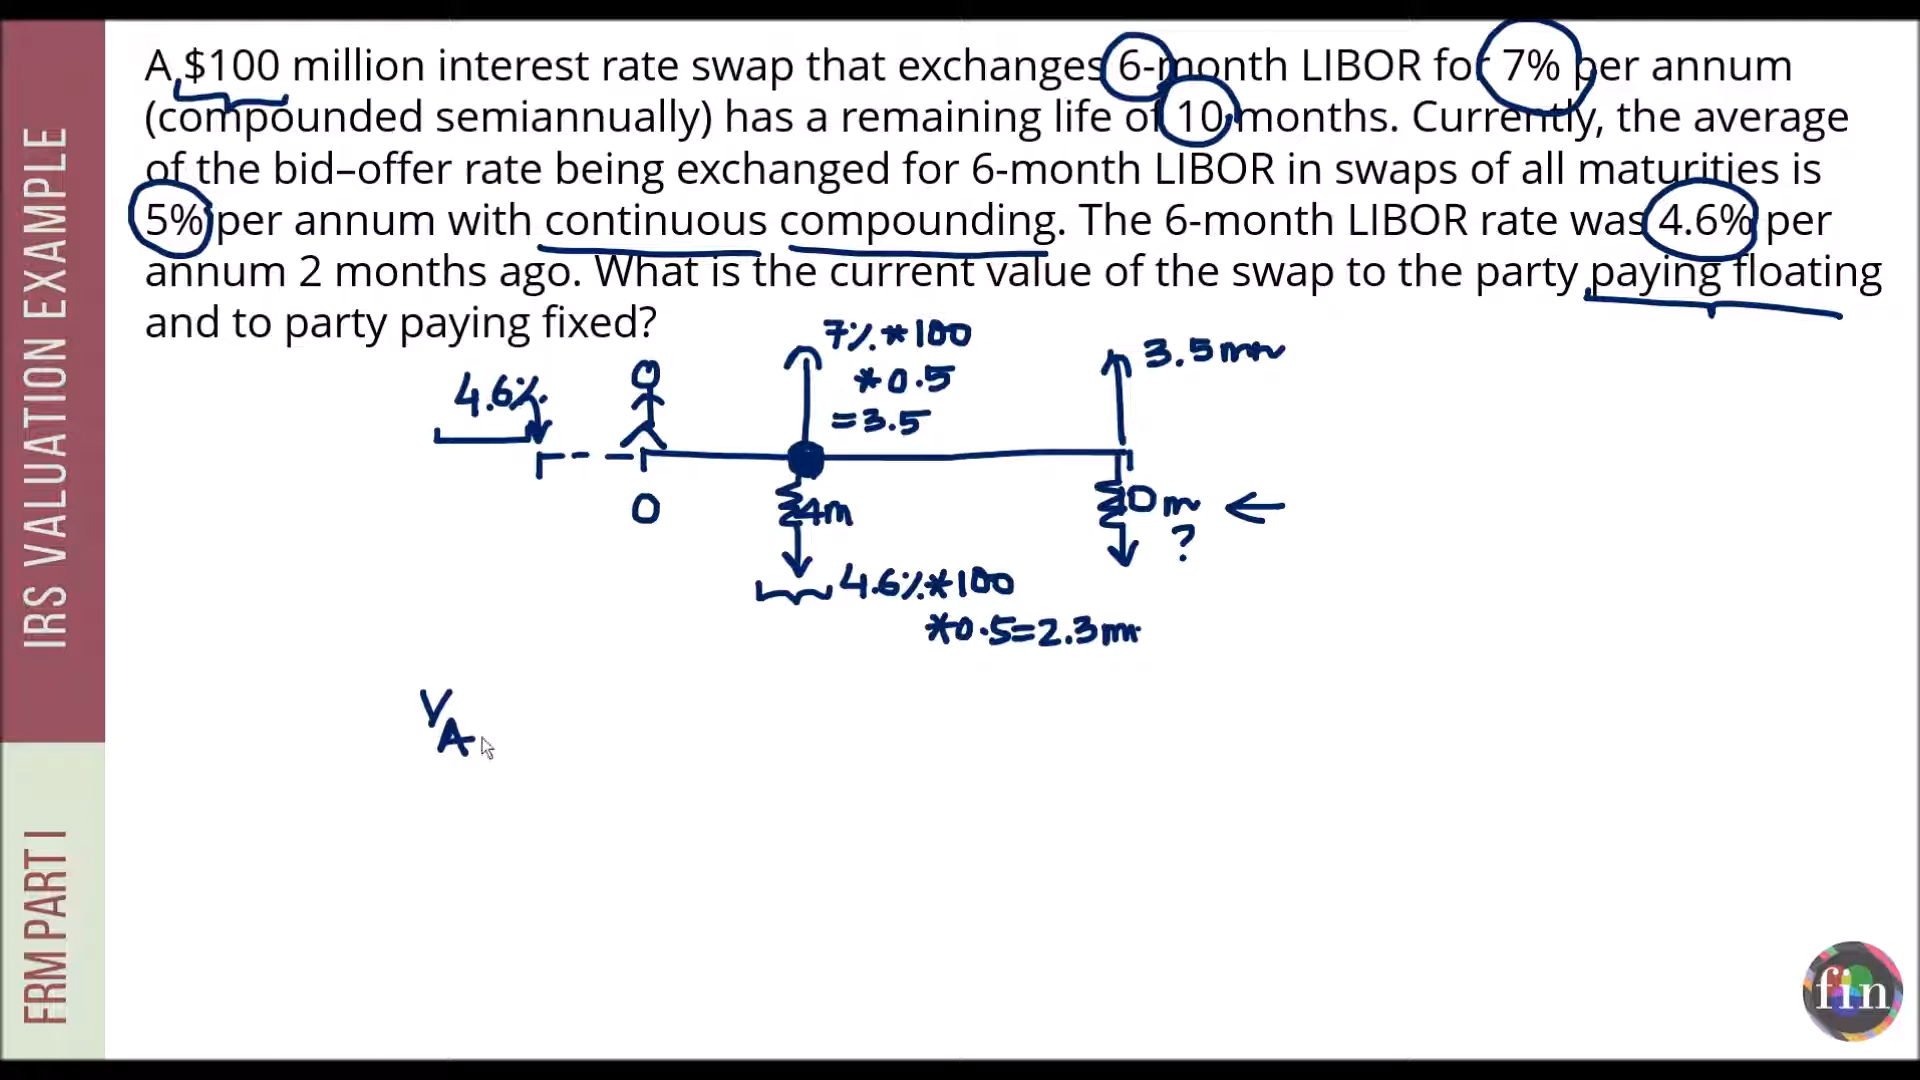 IRS VALUATION EXAMPLE
FRM PART I
A $100 million interest rate swap that exchanges 6-month LIBOR for 7% per annum
(compounded semiannually) has a remaining life of 10 months. Currently, the average
of the bid–offer rate being exchanged for 6-month LIBOR in swaps of all maturities is
5% per annum with continuous compounding. The 6-month LIBOR rate was 4.6% per
annum 2 months ago. What is the current value of the swap to the party paying floating
and to party paying fixed?
7% * 100
* 0.5
= 3.5
3.5mn
4.6%
0
4m
10m
?
4.6% * 100
* 0.5 = 2.3mn
VA
fin